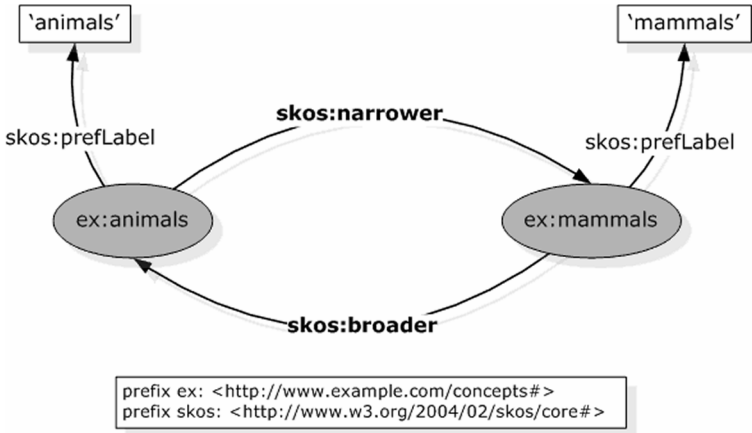 ‘animals’
‘mammals’
skos:narrower
skos:prefLabel
skos:prefLabel
ex:animals
ex:mammals
skos:broader
prefix ex: <http://www.example.com/concepts#>
prefix skos: <http://www.w3.org/2004/02/skos/core#>